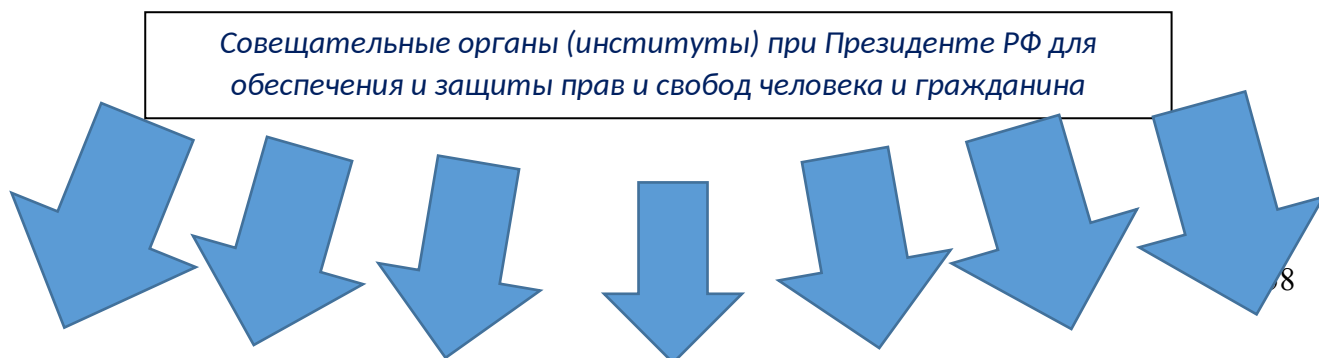 Совещательные органы (институты) при Президенте РФ для
обеспечения и защиты прав и свобод человека и гражданина